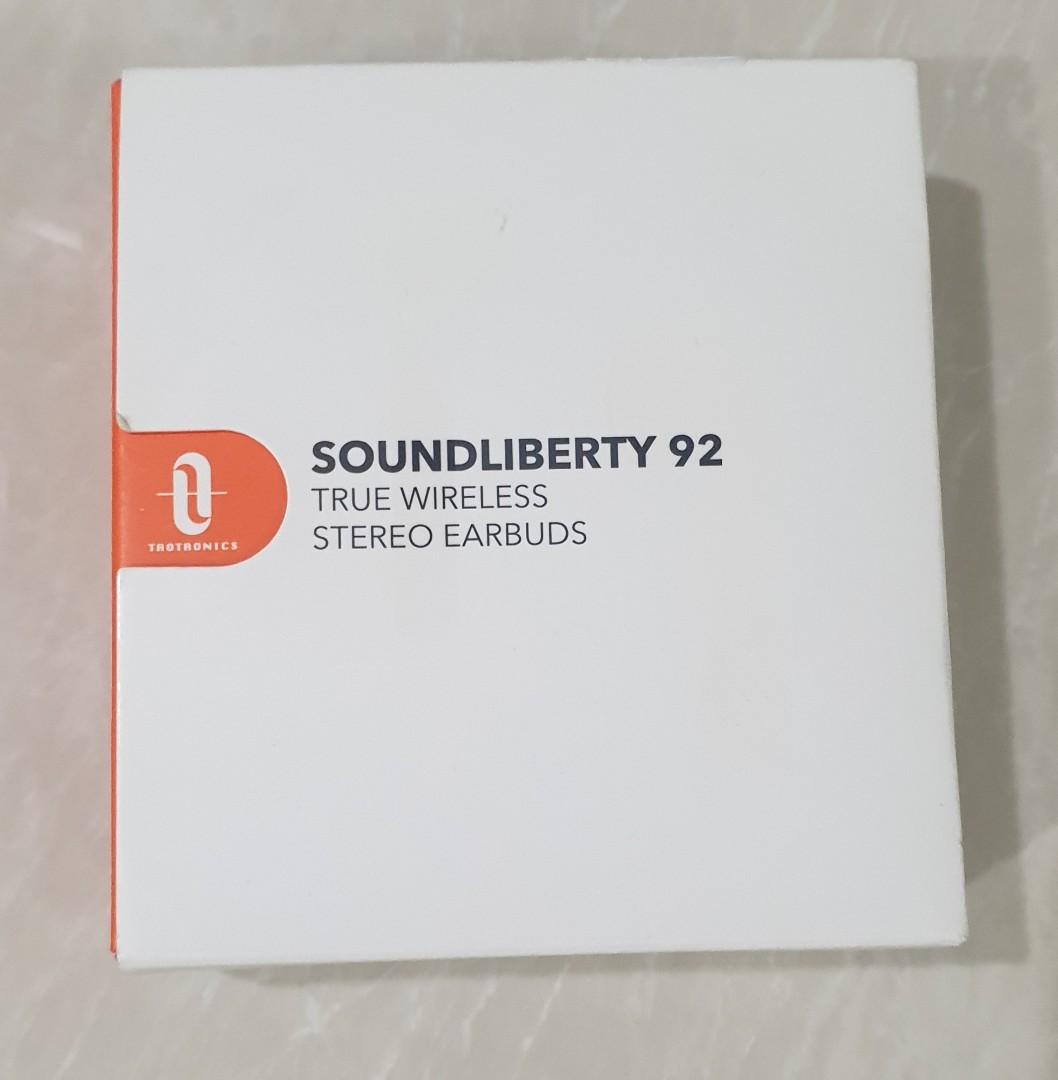 SOUNDLIBERTY 92
TRUE WIRELESS
STEREO EARBUDS
TAOTRONICS